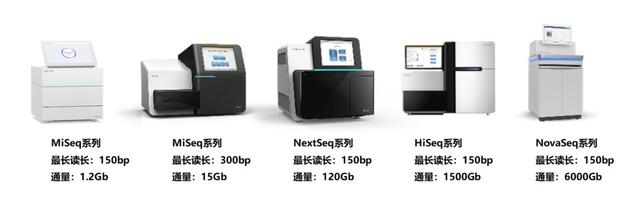 MiSeq系列
最长读长：150bp
通量：1.2Gb
MiSeq系列
最长读长：300bp
通量：15Gb
NextSeq系列
最长读长：150bp
通量：120Gb
HiSeq系列
最长读长：150bp
通量：1500Gb
NovaSeq系列
最长读长：150bp
通量：6000Gb